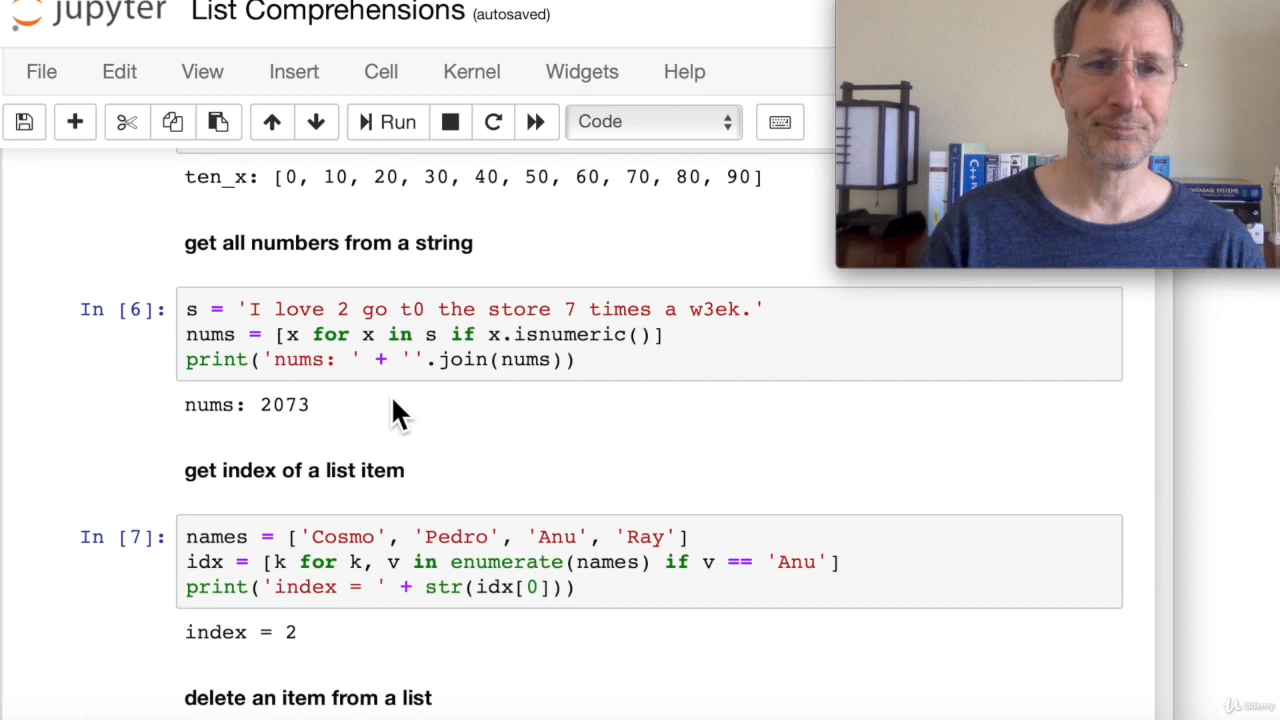 jupyter List Comprehensions (autosaved)
File Edit View Insert Cell Kernel Widgets Help
Run Code
ten_x: [0, 10, 20, 30, 40, 50, 60, 70, 80, 90]
get all numbers from a string
In [6]: s = 'I love 2 go t0 the store 7 times a w3ek.'
nums = [x for x in s if x.isnumeric()]
print('nums: ' + ''.join(nums))
nums: 2073
get index of a list item
In [7]: names = ['Cosmo', 'Pedro', 'Anu', 'Ray']
idx = [k for k, v in enumerate(names) if v == 'Anu']
print('index = ' + str(idx[0]))
index = 2
delete an item from a list
C++
DATABASE SYSTEMS
Udemy